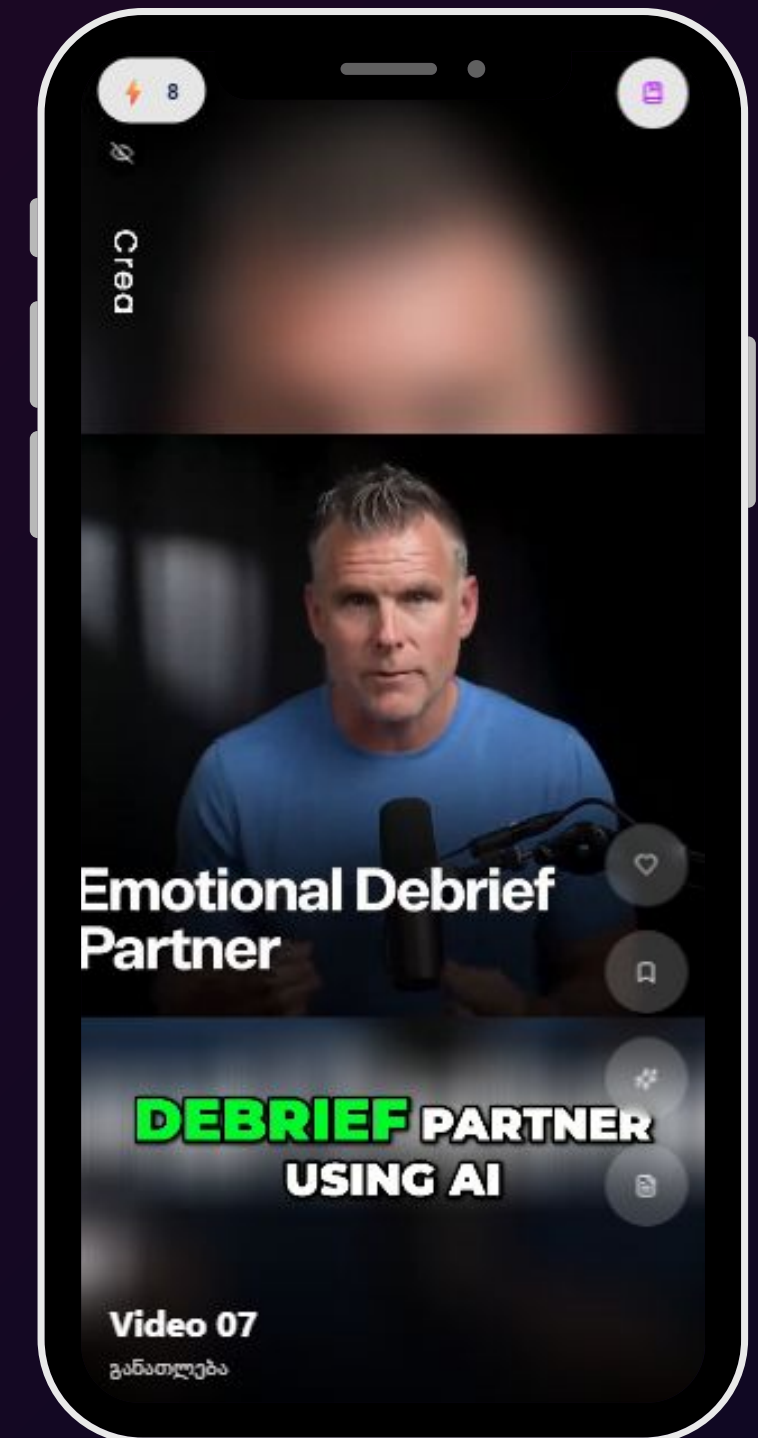 8
Crea
Emotional Debrief
Partner
DEBRIEF PARTNER
USING AI
Video 07
განათლება